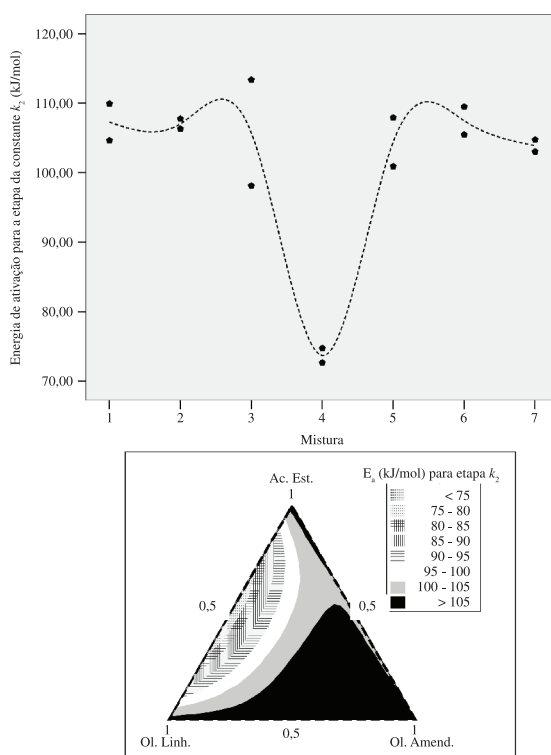 120,00
110,00
100,00
90,00
80,00
70,00
Energia de ativação para a etapa da constante k₂ (kJ/mol)
1 2 3 4 5 6 7
Mistura
Ac. Est.
1
0,5
0,5
1
0,5
1
Ol. Linh.
Ol. Amend.
Eₐ (kJ/mol) para etapa k₂
< 75
75 - 80
80 - 85
85 - 90
90 - 95
95 - 100
100 - 105
> 105